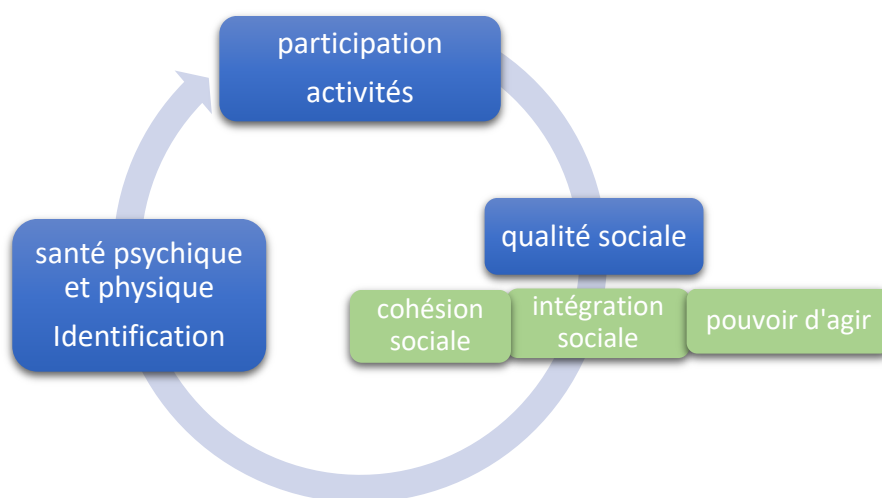 participation
activités
qualité sociale
cohésion
sociale
intégration
sociale
pouvoir d'agir
santé psychique
et physique
Identification